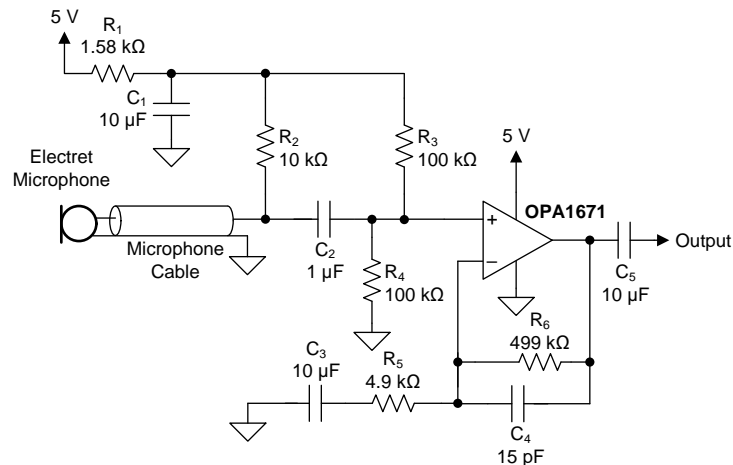 5 V
R1
1.58 kΩ
C1
10 µF
R2
10 kΩ
R3
100 kΩ
5 V
Electret
Microphone
OPA1671
+
−
Output
Microphone
Cable
C2
1 µF
R4
100 kΩ
C5
10 µF
R6
499 kΩ
C3
10 µF
R5
4.9 kΩ
C4
15 pF